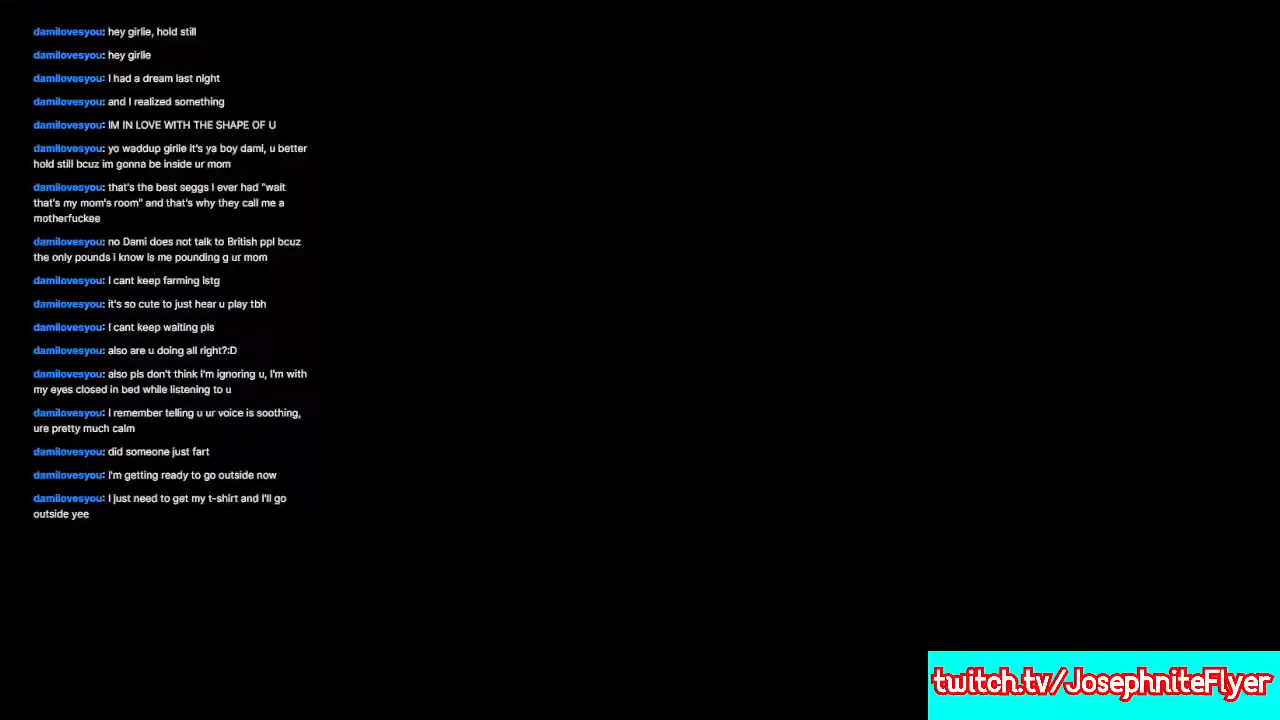 damilovesyou: hey girlie, hold still
damilovesyou: hey girlie
damilovesyou: I had a dream last night
damilovesyou: and I realized something
damilovesyou: IM IN LOVE WITH THE SHAPE OF U
damilovesyou: yo waddup girlie it's ya boy dami, u better
hold still bcuz im gonna be inside ur mom
damilovesyou: that's the best seggs I ever had "wait
that's my mom's room" and that's why they call me a
motherfuckee
damilovesyou: no Dami does not talk to British ppl bcuz
the only pounds i know is me pounding g ur mom
damilovesyou: I cant keep farming istg
damilovesyou: it's so cute to just hear u play tbh
damilovesyou: I cant keep waiting pls
damilovesyou: also are u doing all right?:D
damilovesyou: also pls don't think I'm ignoring u, I'm with
my eyes closed in bed while listening to u
damilovesyou: I remember telling u ur voice is soothing,
ure pretty much calm
damilovesyou: did someone just fart
damilovesyou: I'm getting ready to go outside now
damilovesyou: I just need to get my t-shirt and I'll go
outside yee
twitch.tv/JosephniteFlyer